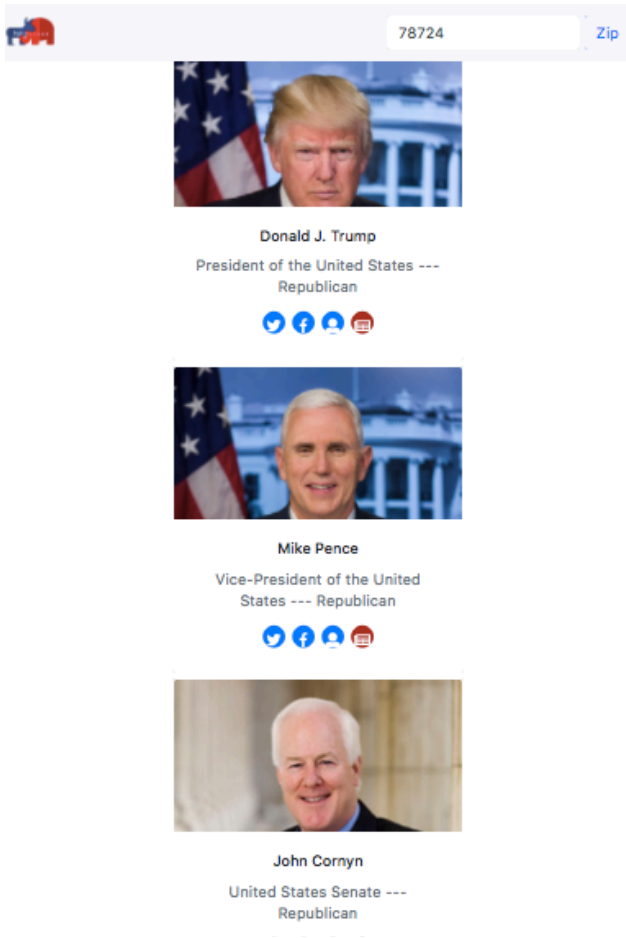 78724
Zip
Donald J. Trump
President of the United States ---
Republican
Mike Pence
Vice-President of the United
States --- Republican
John Cornyn
United States Senate ---
Republican